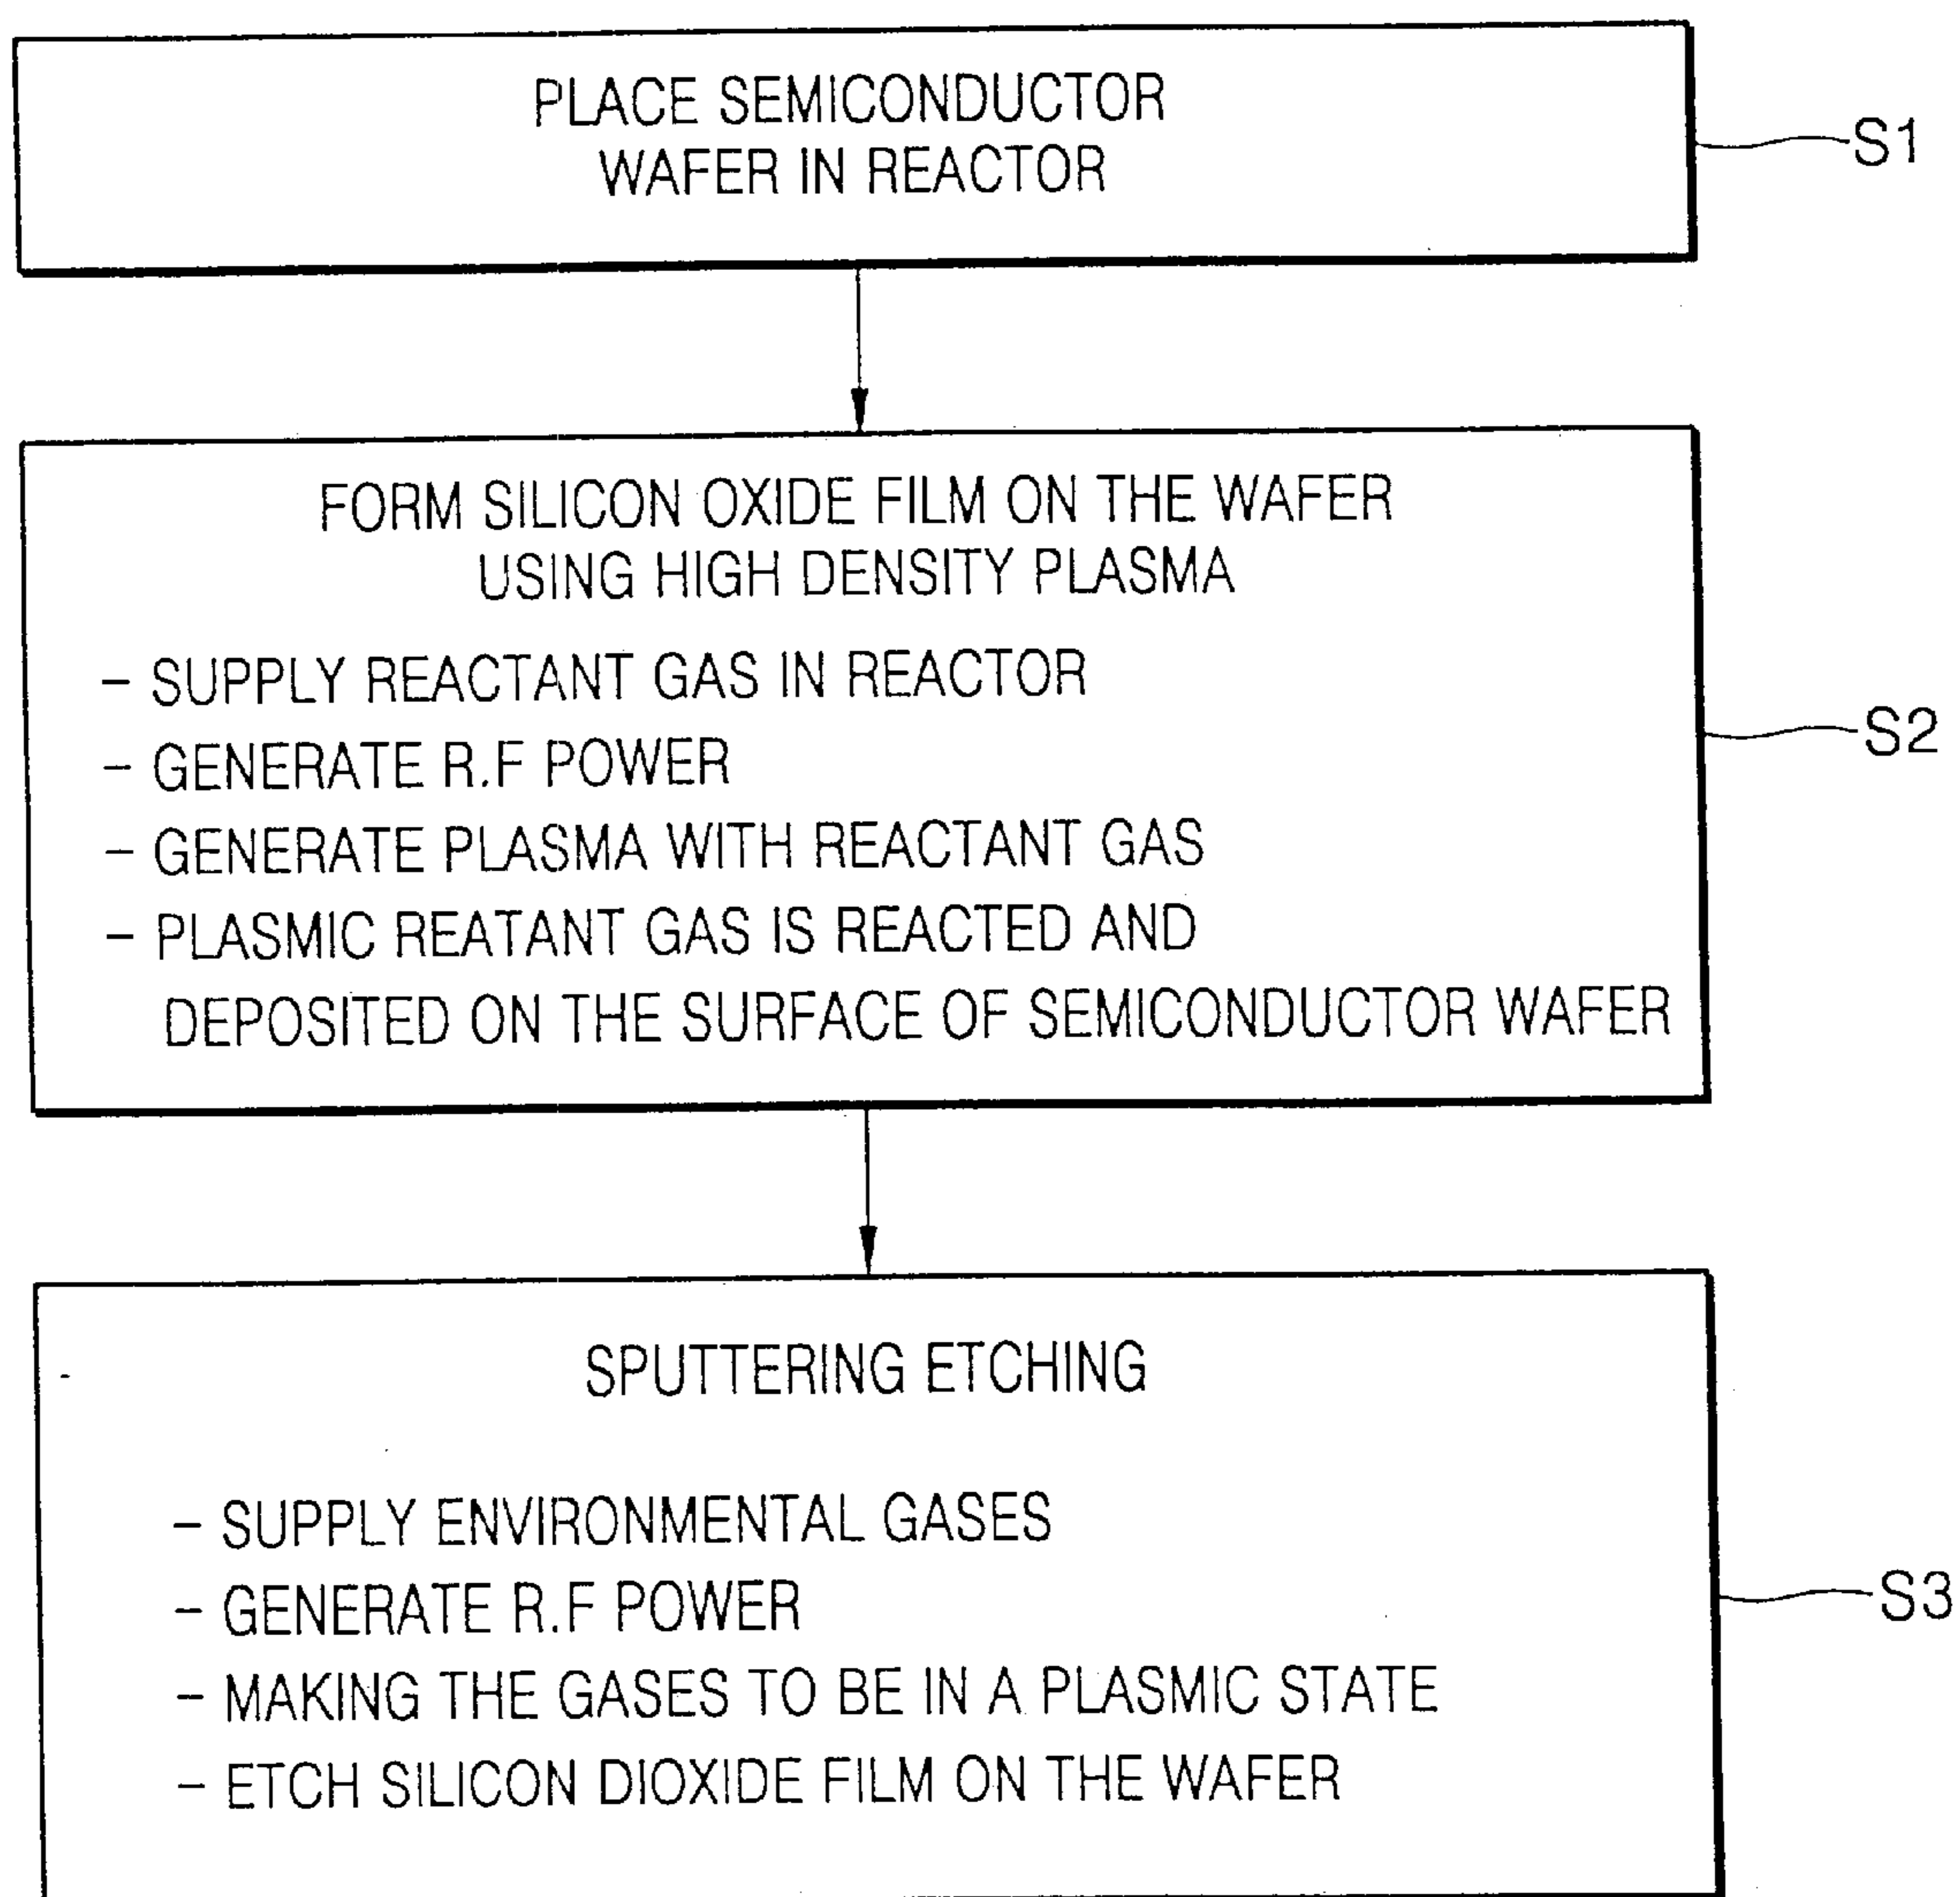 PLACE SEMICONDUCTOR
WAFER IN REACTOR
S1
FORM SILICON OXIDE FILM ON THE WAFER
USING HIGH DENSITY PLASMA
- SUPPLY REACTANT GAS IN REACTOR
- GENERATE R.F POWER
- GENERATE PLASMA WITH REACTANT GAS
- PLASMIC REATANT GAS IS REACTED AND
DEPOSITED ON THE SURFACE OF SEMICONDUCTOR WAFER
S2
SPUTTERING ETCHING
- SUPPLY ENVIRONMENTAL GASES
- GENERATE R.F POWER
- MAKING THE GASES TO BE IN A PLASMIC STATE
- ETCH SILICON DIOXIDE FILM ON THE WAFER
S3